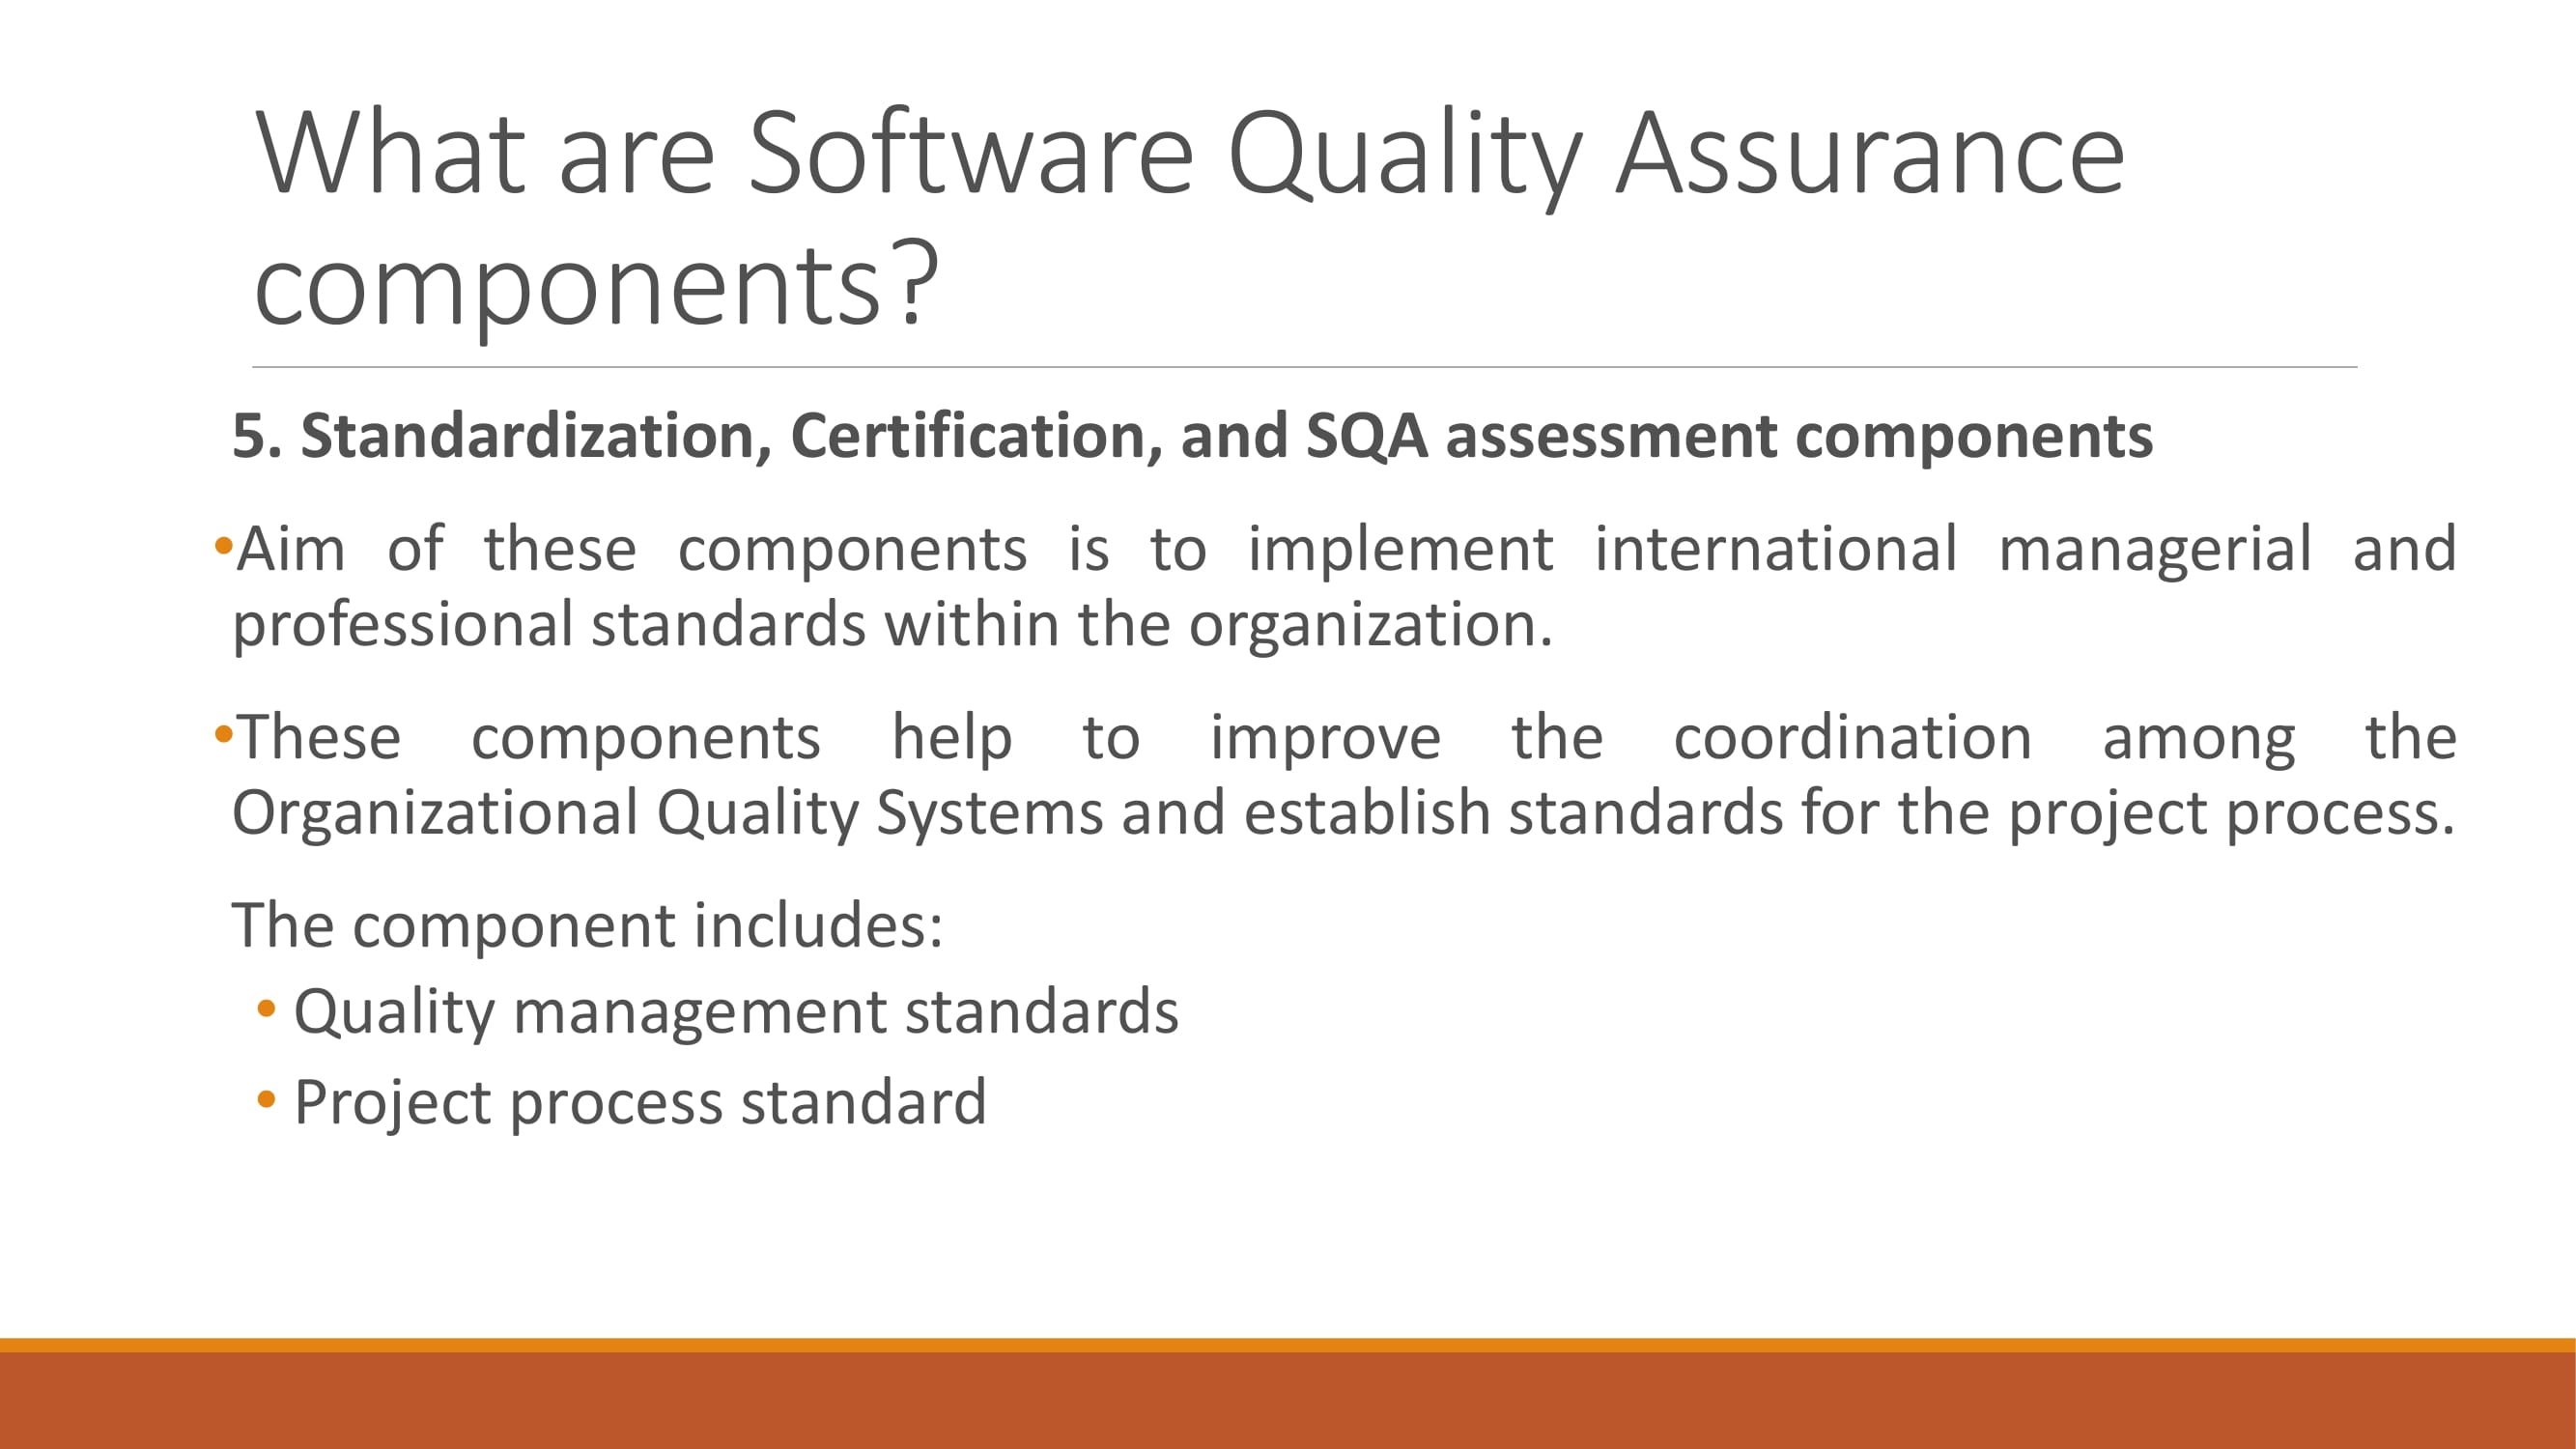 What are Software Quality Assurance
components?
5. Standardization, Certification, and SQA assessment components
•Aim of these components is to implement international managerial and
professional standards within the organization.
•These components help to improve the coordination among the
Organizational Quality Systems and establish standards for the project process.
The component includes:
• Quality management standards
• Project process standard